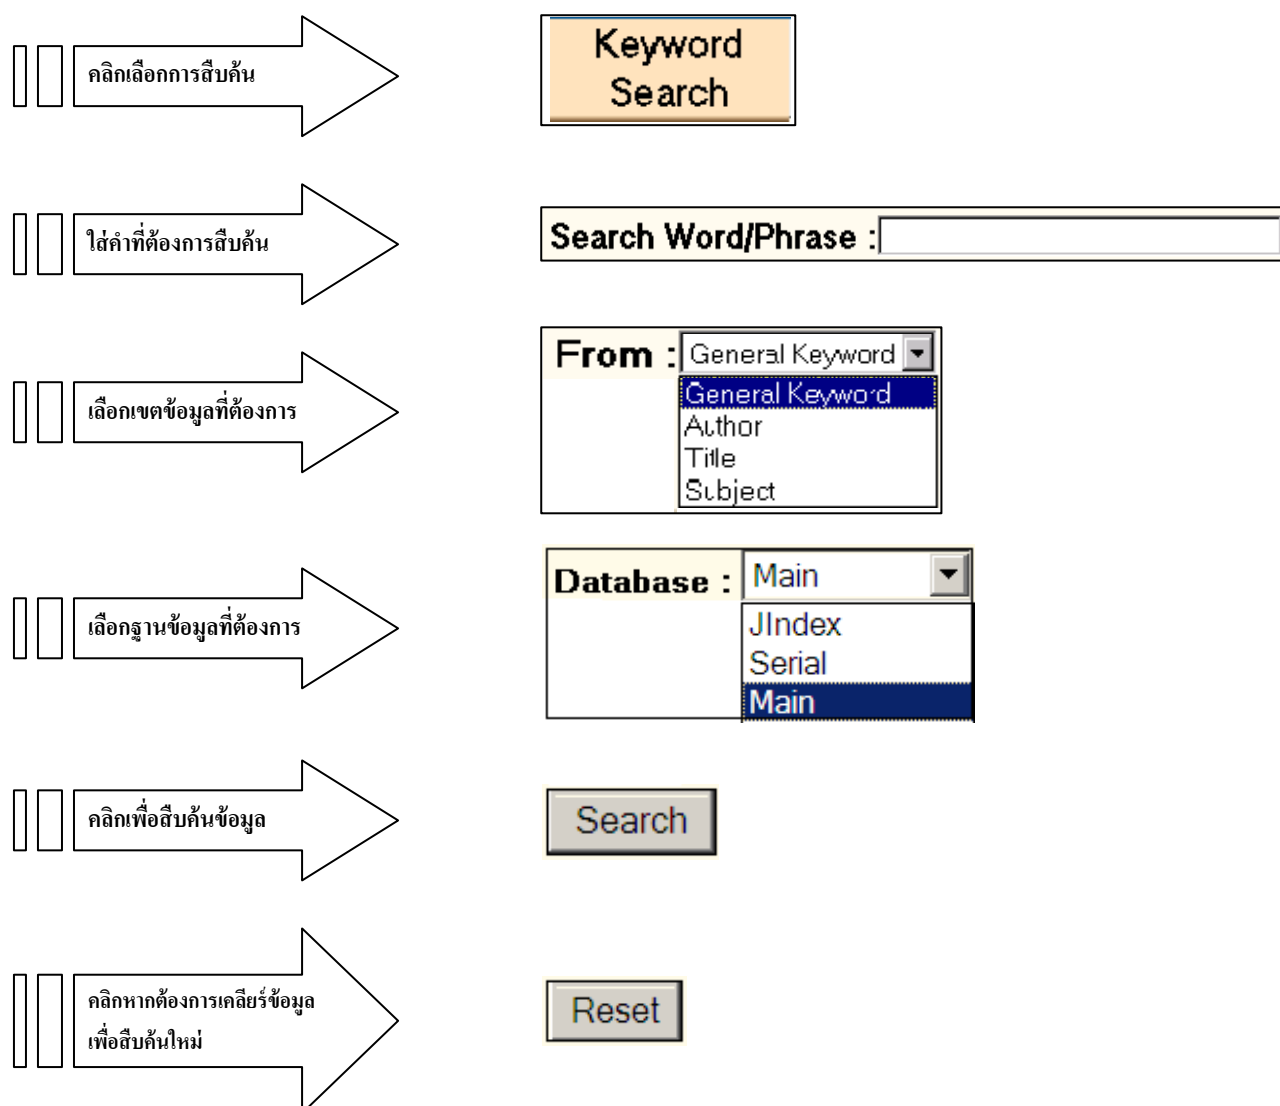 คลิกเลือกการสืบค้น
Keyword
Search
ใส่คำที่ต้องการสืบค้น
Search Word/Phrase :
From : General Keyword
General Keyword
Author
Title
Subject
เลือกเขตข้อมูลที่ต้องการ
Database : Main
JIndex
Serial
Main
เลือกฐานข้อมูลที่ต้องการ
คลิกเพื่อสืบค้นข้อมูล
Search
คลิกหากต้องการเคลียร์ข้อมูล
เพื่อสืบค้นใหม่
Reset